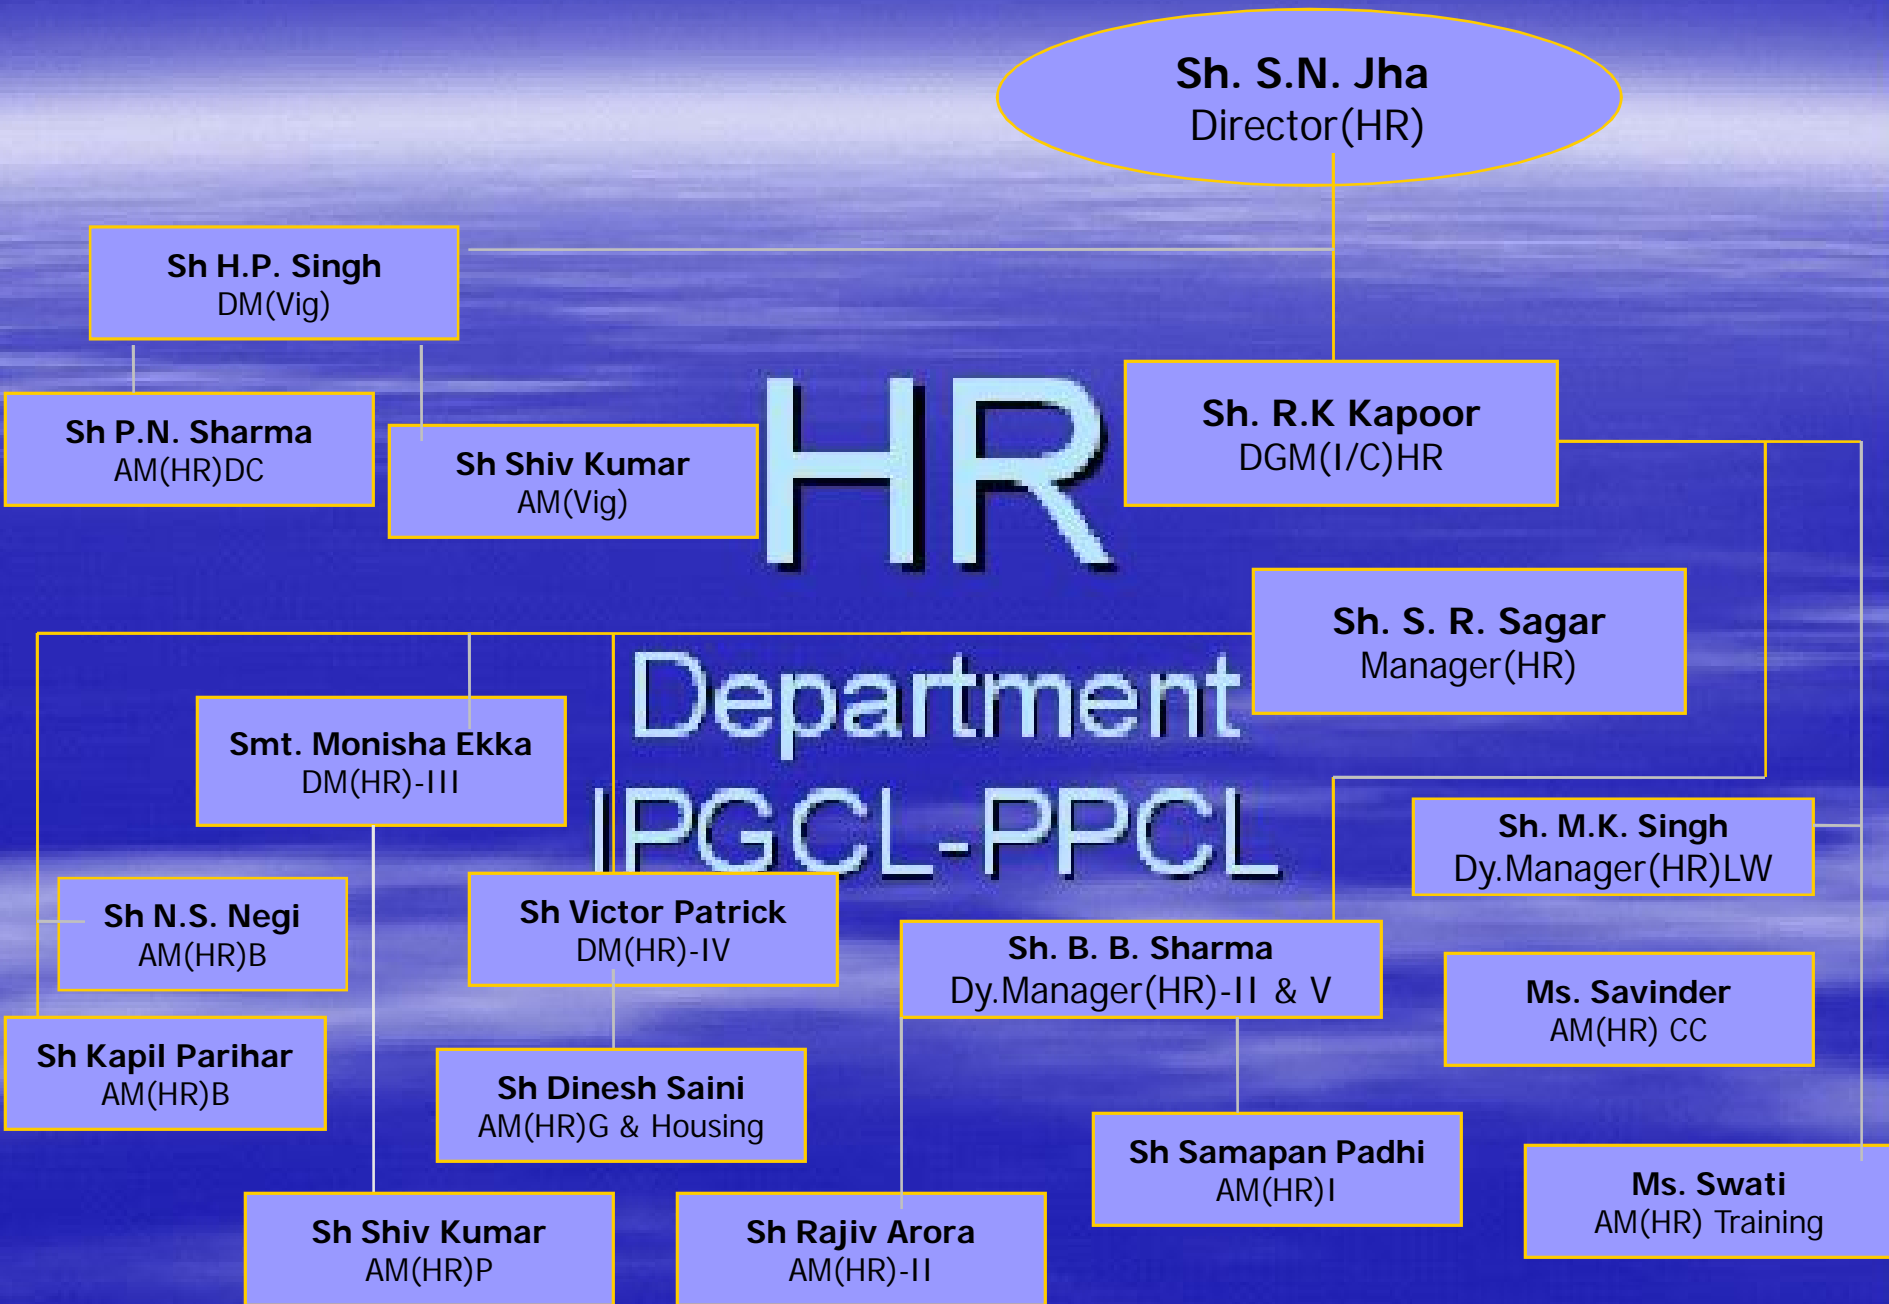 Sh. S.N. Jha
Director(HR)
Sh H.P. Singh
DM(Vig)
Sh P.N. Sharma
AM(HR)DC
Sh Shiv Kumar
AM(Vig)
HR
Sh. R.K Kapoor
DGM(I/C)HR
Sh. S. R. Sagar
Manager(HR)
Department
IPGCL-PPCL
Smt. Monisha Ekka
DM(HR)-III
Sh. M.K. Singh
Dy.Manager(HR)LW
Sh N.S. Negi
AM(HR)B
Sh Victor Patrick
DM(HR)-IV
Sh. B. B. Sharma
Dy.Manager(HR)-II & V
Ms. Savinder
AM(HR) CC
Sh Kapil Parihar
AM(HR)B
Sh Dinesh Saini
AM(HR)G & Housing
Sh Samapan Padhi
AM(HR)I
Ms. Swati
AM(HR) Training
Sh Shiv Kumar
AM(HR)P
Sh Rajiv Arora
AM(HR)-II